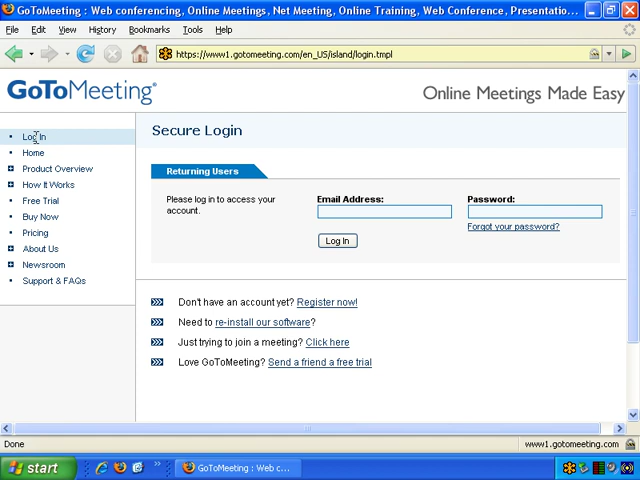 GoToMeeting : Web conferencing, Online Meetings, Net Meeting, Online Training, Web Conference, Presentatio...
File Edit View History Bookmarks Tools Help
https://www1.gotomeeting.com/en_US/island/login.tmpl
GoToMeeting
Online Meetings Made Easy
Log In
Home
Product Overview
How It Works
Free Trial
Buy Now
Pricing
About Us
Newsroom
Support & FAQs
Secure Login
Returning Users
Please log in to access your
account.
Email Address:
Password:
Forgot your password?
Log In
Don't have an account yet? Register now!
Need to re-install our software?
Just trying to join a meeting? Click here
Love GoToMeeting? Send a friend a free trial
Done
www1.gotomeeting.com
start
GoToMeeting : Web c...